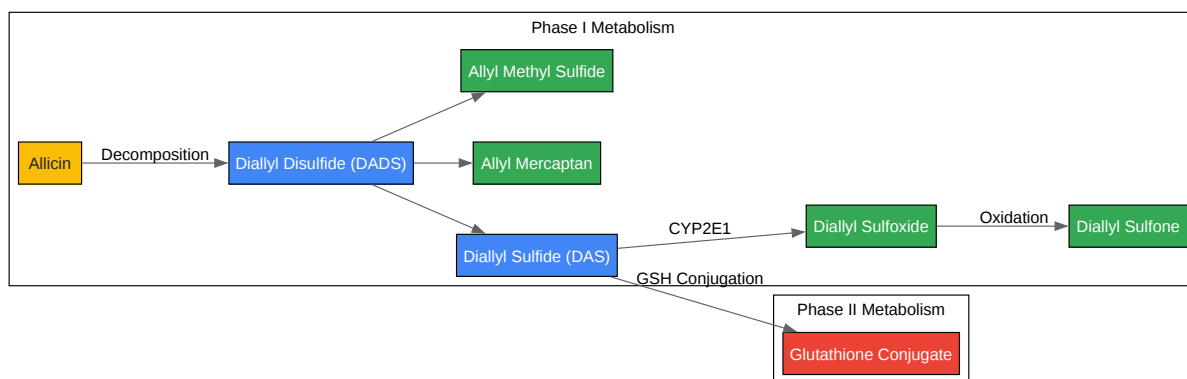 Phase I Metabolism
Allyl Methyl Sulfide
Allicin
Decomposition
Diallyl Disulfide (DADS)
Allyl Mercaptan
Diallyl Sulfide (DAS)
CYP2E1
Diallyl Sulfoxide
Oxidation
Diallyl Sulfone
GSH Conjugation
Phase II Metabolism
Glutathione Conjugate